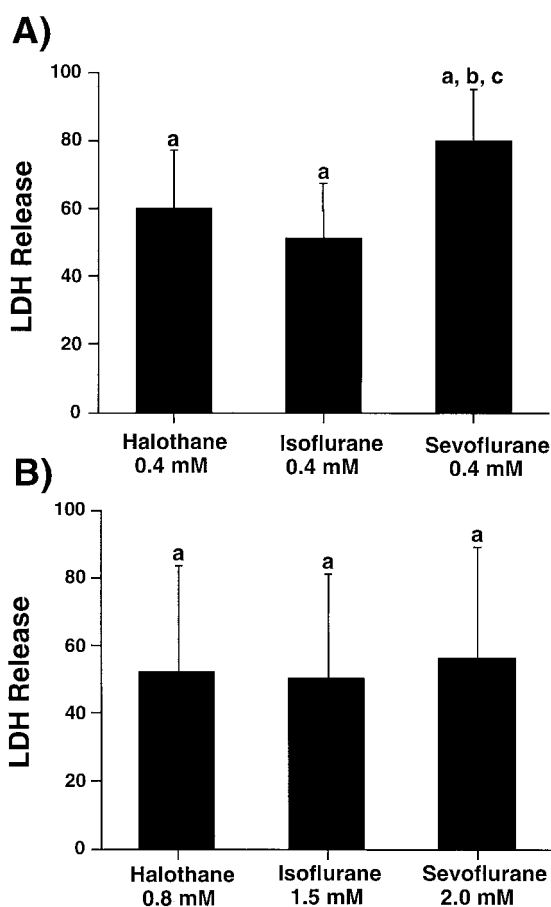 A)
100
80
60
40
20
0
LDH Release
a
a
a, b, c
Halothane Isoflurane Sevoflurane
0.4 mM 0.4 mM 0.4 mM
B)
100
80
60
40
20
0
LDH Release
a
a
a
Halothane Isoflurane Sevoflurane
0.8 mM 1.5 mM 2.0 mM